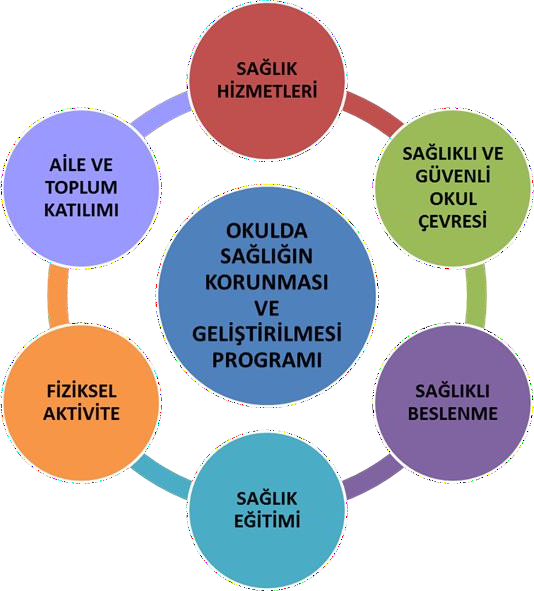 SAĞLIK
HİZMETLERİ
SAĞLIKLI VE
GÜVENLİ
OKUL
ÇEVRESİ
SAĞLIKLI
BESLENME
SAĞLIK
EĞİTİMİ
FİZİKSEL
AKTİVİTE
AİLE VE
TOPLUM
KATILIMI
OKULDA
SAĞLIĞIN
KORUNMASI
VE
GELİŞTİRİLMESİ
PROGRAMI